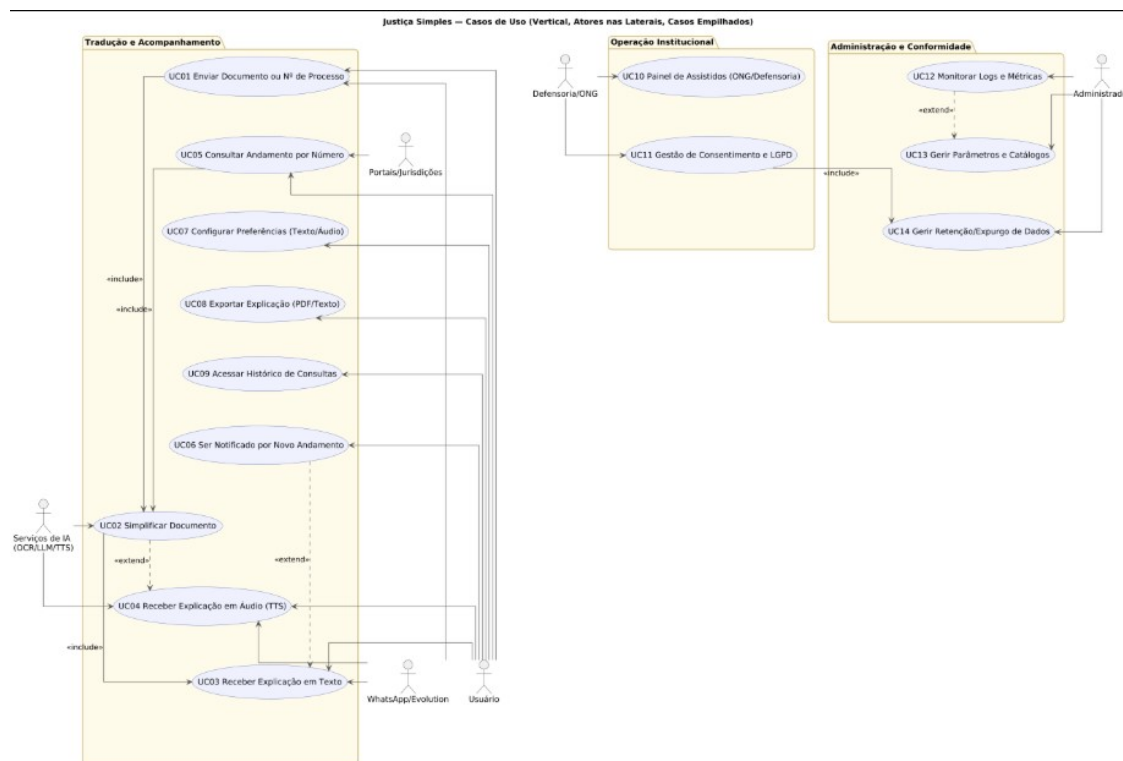 Justiça Simples — Casos de Uso (Vertical, Atores nas Laterais, Casos Empilhados)
Tradução e Acompanhamento
UC01 Enviar Documento ou Nº de Processo
UC05 Consultar Andamento por Número
Portais/Jurisdições
UC07 Configurar Preferências (Texto/Áudio)
«include»
«include»
UC08 Exportar Explicação (PDF/Texto)
UC09 Acessar Histórico de Consultas
UC06 Ser Notificado por Novo Andamento
Serviços de IA
(OCR/LLM/TTS)
UC02 Simplificar Documento
«extend»
«extend»
UC04 Receber Explicação em Áudio (TTS)
«include»
UC03 Receber Explicação em Texto
WhatsApp/Evolution
Usuário
Operação Institucional
Defensoria/ONG
UC10 Painel de Assistidos (ONG/Defensoria)
UC11 Gestão de Consentimento e LGPD
«include»
Administração e Conformidade
UC12 Monitorar Logs e Métricas
Administrad
«extend»
UC13 Gerir Parâmetros e Catálogos
UC14 Gerir Retenção/Expurgo de Dados